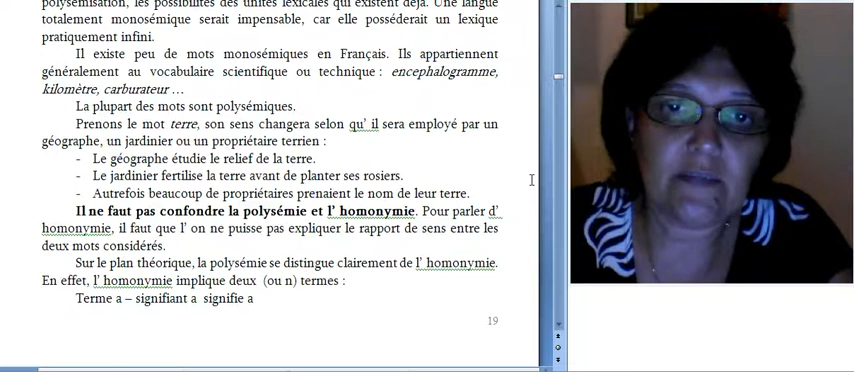 polysémisation, les possibilités des unités lexicales qui existent déjà. Une langue
totalement monosémique serait impensable, car elle posséderait un lexique
pratiquement infini.
Il existe peu de mots monosémiques en Français. Ils appartiennent
généralement au vocabulaire scientifique ou technique : encephalogramme,
kilomètre, carburateur …
La plupart des mots sont polysémiques.
Prenons le mot terre, son sens changera selon qu' il sera employé par un
géographe, un jardinier ou un propriétaire terrien :
- Le géographe étudie le relief de la terre.
- Le jardinier fertilise la terre avant de planter ses rosiers.
- Autrefois beaucoup de propriétaires prenaient le nom de leur terre.
Il ne faut pas confondre la polysémie et l' homonymie. Pour parler d'
homonymie, il faut que l' on ne puisse pas expliquer le rapport de sens entre les
deux mots considérés.
Sur le plan théorique, la polysémie se distingue clairement de l' homonymie.
En effet, l' homonymie implique deux (ou n) termes :
Terme a – signifiant a signifie a
19